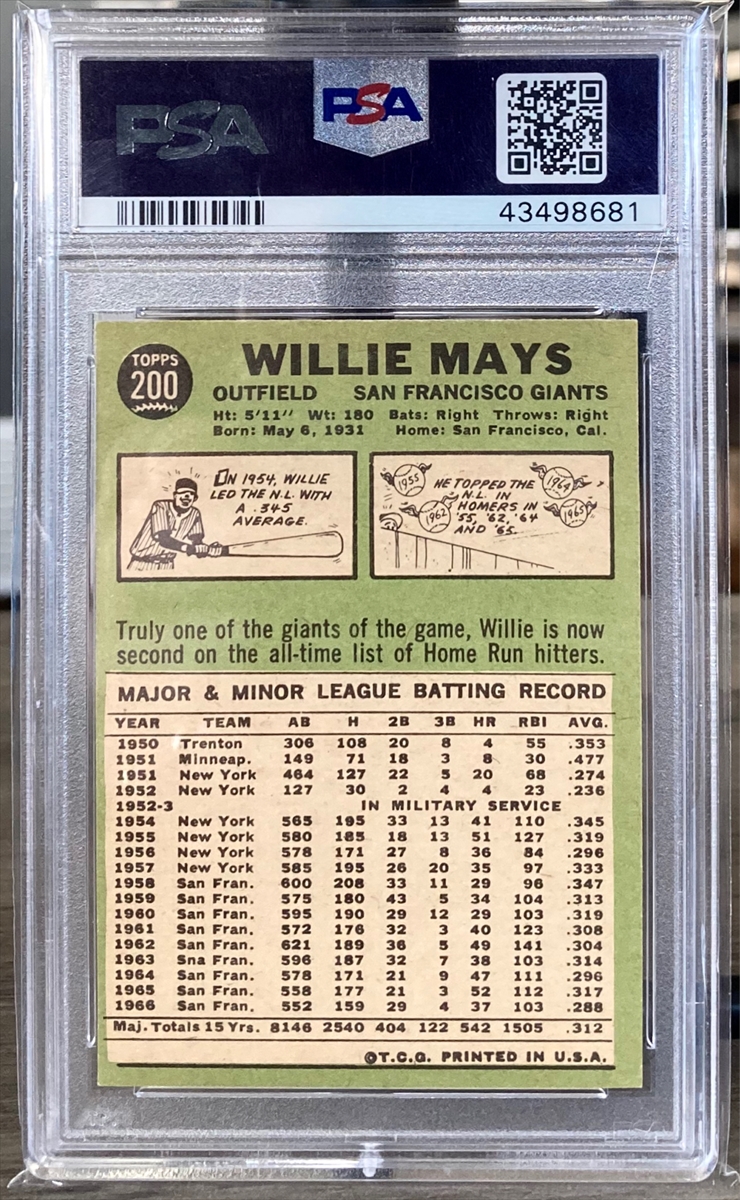 PSA PSA
43498681
TOPPS
200
WILLIE MAYS
OUTFIELD SAN FRANCISCO GIANTS
Ht: 5'11" Wt: 180 Bats: Right Throws: Right
Born: May 6, 1931 Home: San Francisco, Cal.
IN 1954, WILLIE
LED THE N.L. WITH
A .345
AVERAGE.
1955
1962
HE TOPPED THE
N.L. IN
HOMERS IN
'55, '62, '64
AND '65.
1964
1965
Truly one of the giants of the game, Willie is now
second on the all-time list of Home Run hitters.
MAJOR & MINOR LEAGUE BATTING RECORD
YEAR TEAM AB H 2B 3B HR RBI AVG.
1950 Trenton 306 108 20 8 4 55 .353
1951 Minneap. 149 71 18 3 8 30 .477
1951 New York 464 127 22 5 20 68 .274
1952 New York 127 30 2 4 4 23 .236
1952-3 IN MILITARY SERVICE
1954 New York 565 195 33 13 41 110 .345
1955 New York 580 185 18 13 51 127 .319
1956 New York 578 171 27 8 36 84 .296
1957 New York 585 195 26 20 35 97 .333
1958 San Fran. 600 208 33 11 29 96 .347
1959 San Fran. 575 180 43 5 34 104 .313
1960 San Fran. 595 190 29 12 29 103 .319
1961 San Fran. 572 176 32 3 40 123 .308
1962 San Fran. 621 189 36 5 49 141 .304
1963 Sna Fran. 596 187 32 7 38 103 .314
1964 San Fran. 578 171 21 9 47 111 .296
1965 San Fran. 558 177 21 3 52 112 .317
1966 San Fran. 552 159 29 4 37 103 .288
Maj. Totals 15 Yrs. 8146 2540 404 122 542 1505 .312
©T.C.G. PRINTED IN U.S.A.